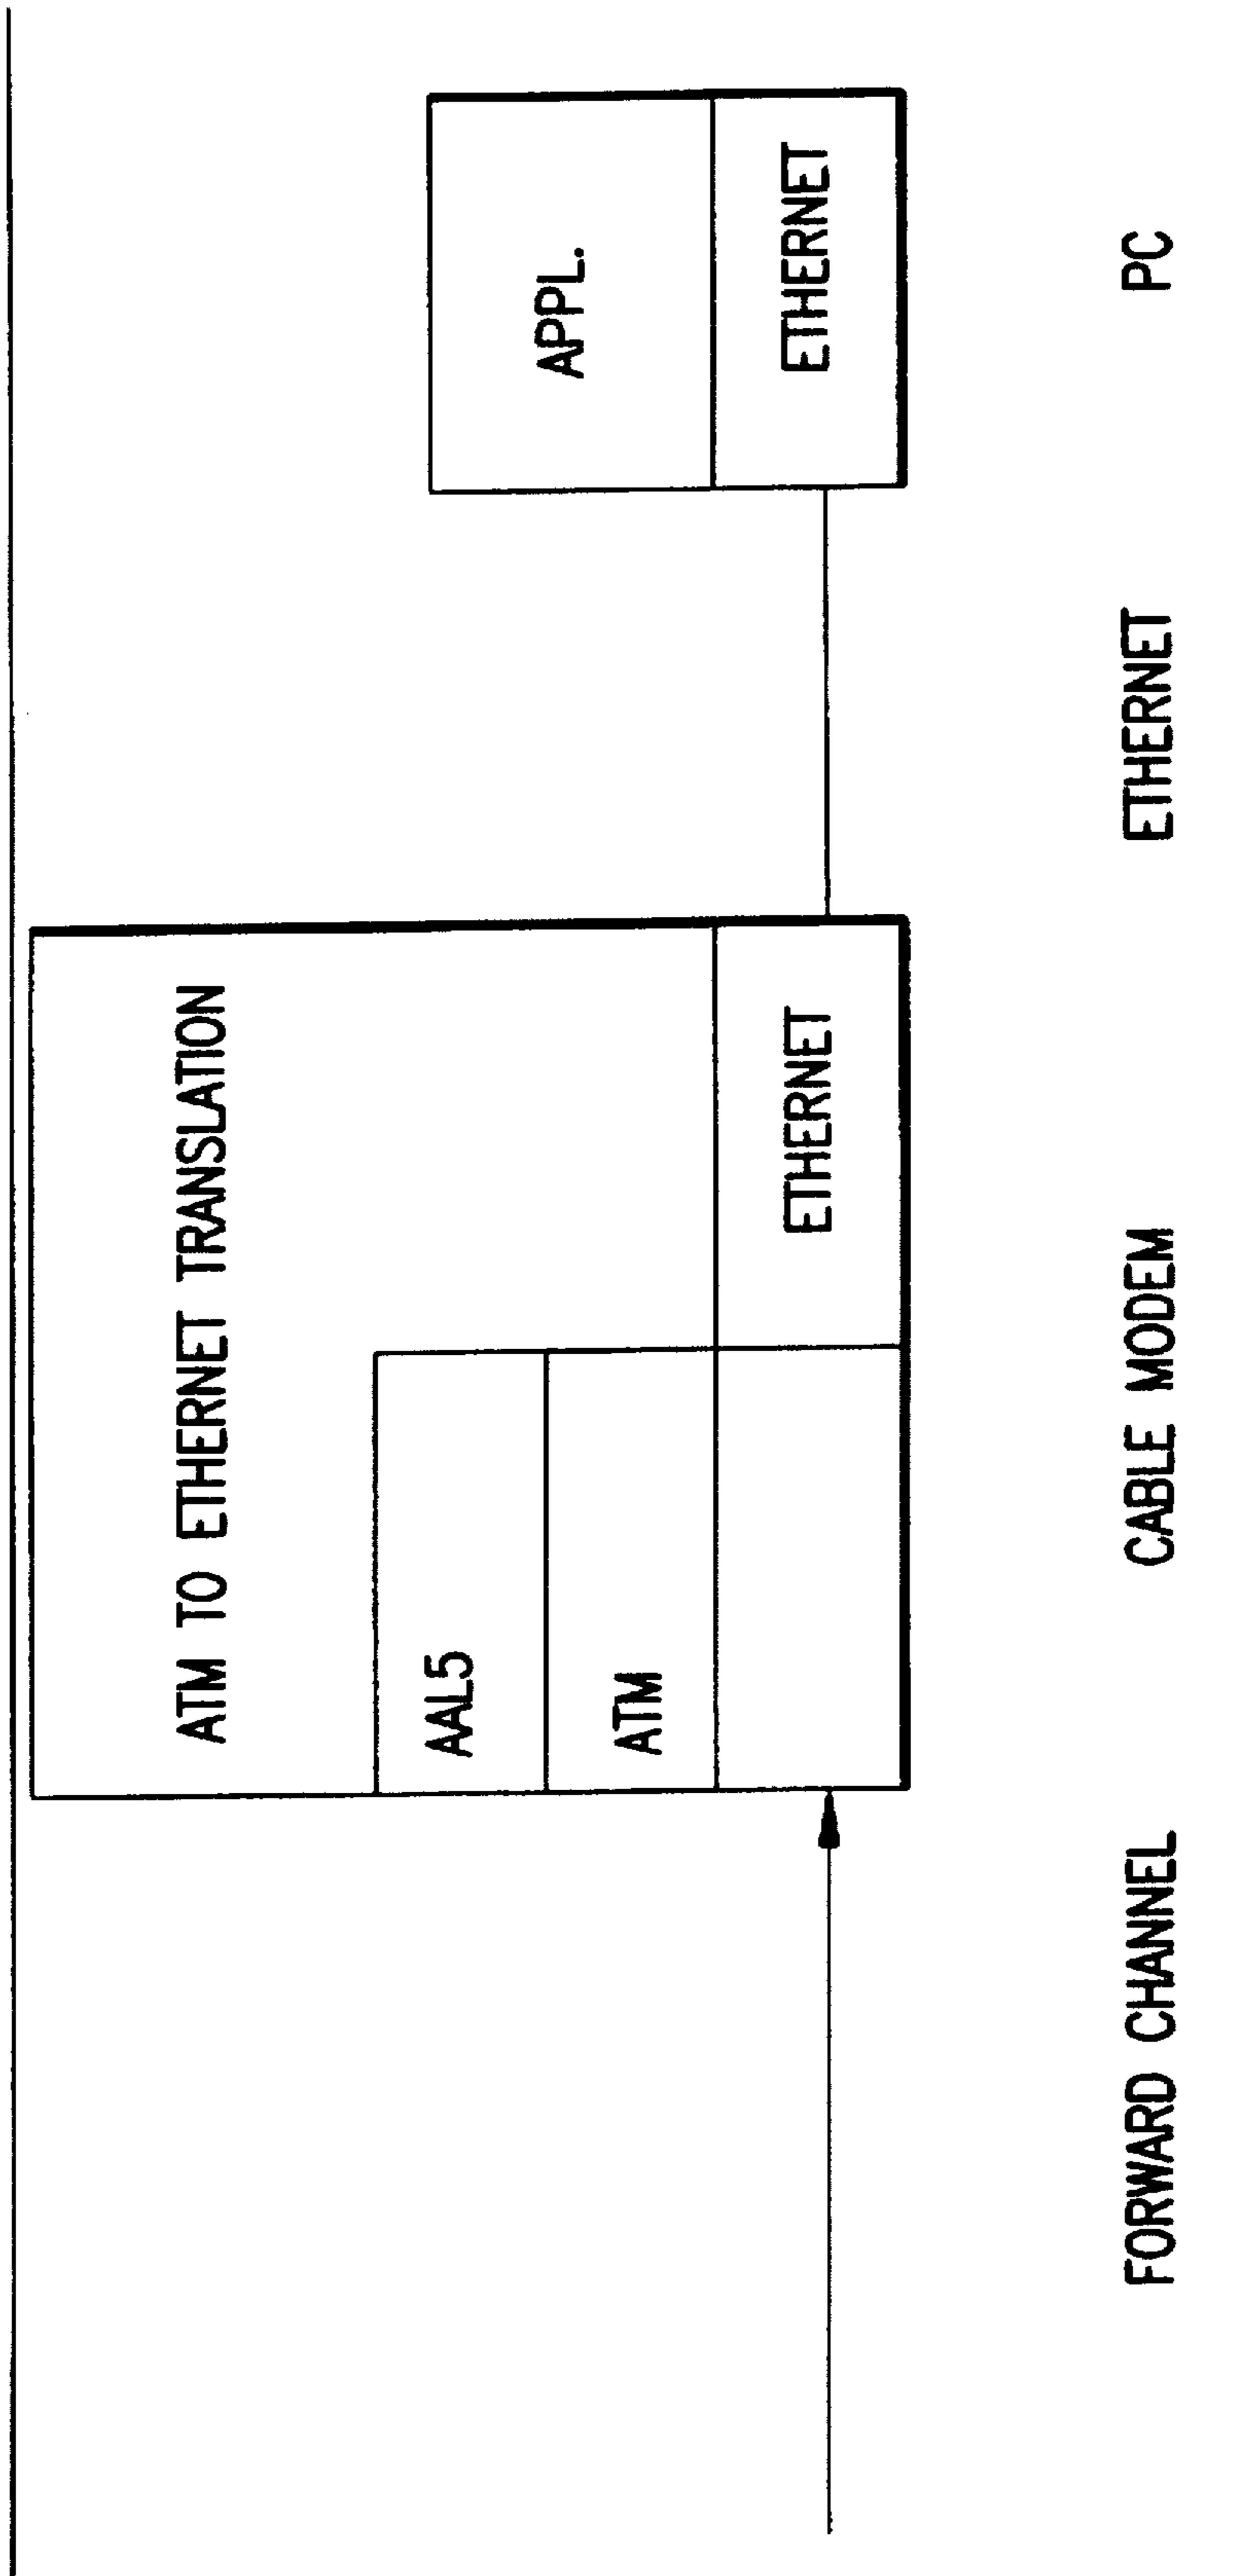 ATM TO ETHERNET TRANSLATION
AAL5
ATM
ETHERNET
APPL.
ETHERNET
FORWARD CHANNEL
CABLE MODEM
ETHERNET
PC